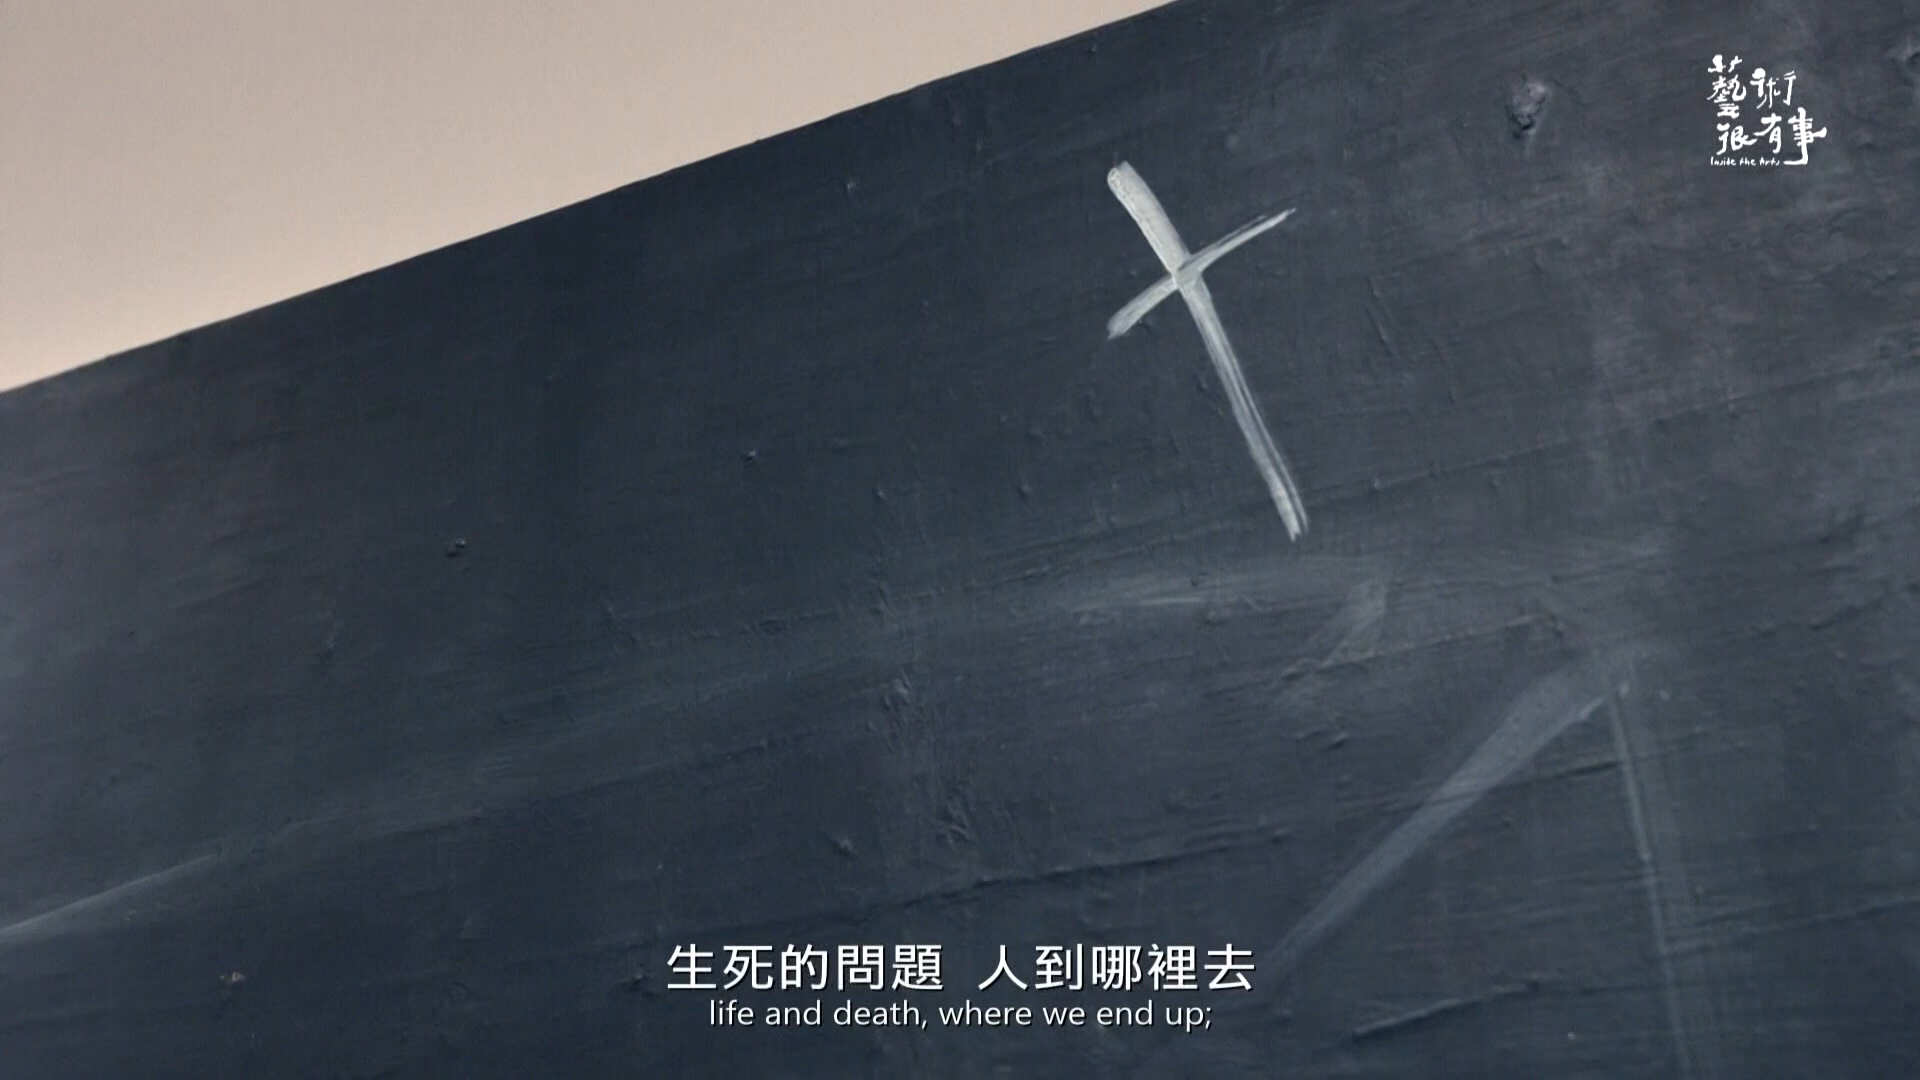 藝術
很有事
Inside the Arts
生死的問題 人到哪裡去
life and death, where we end up;